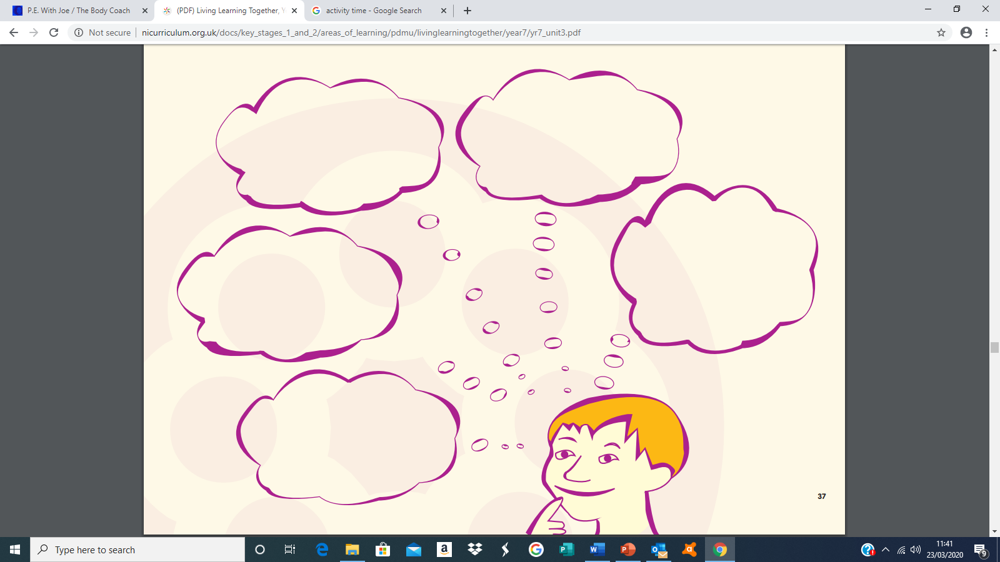 P.E. With Joe / The Body Coach
(PDF) Living Learning Together, Y
activity time - Google Search
Not secure
nicurriculum.org.uk/docs/key_stages_1_and_2/areas_of_learning/pdmu/livinglearningtogether/year7/yr7_unit3.pdf
37
Type here to search
11:41
23/03/2020
9